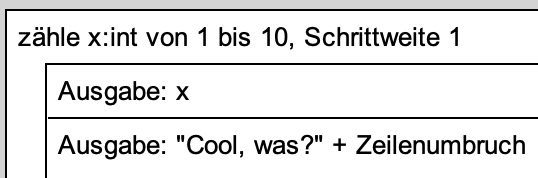 zähle x:int von 1 bis 10, Schrittweite 1
Ausgabe: x
Ausgabe: "Cool, was?" + Zeilenumbruch